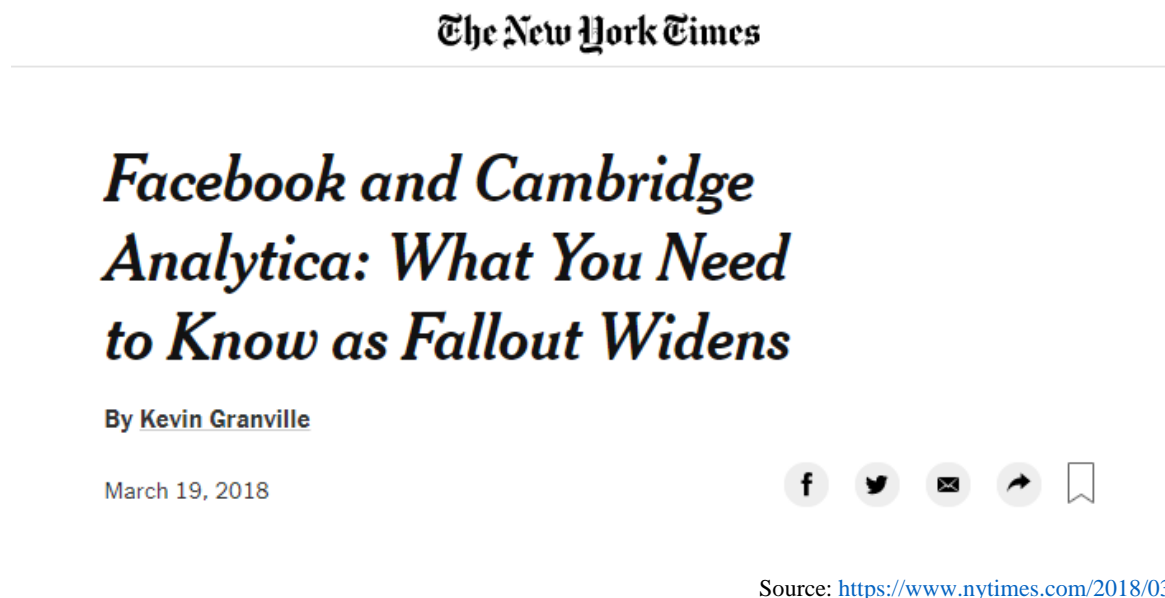 The New York Times
Facebook and Cambridge
Analytica: What You Need
to Know as Fallout Widens
By Kevin Granville
March 19, 2018
Source: https://www.nytimes.com/2018/03